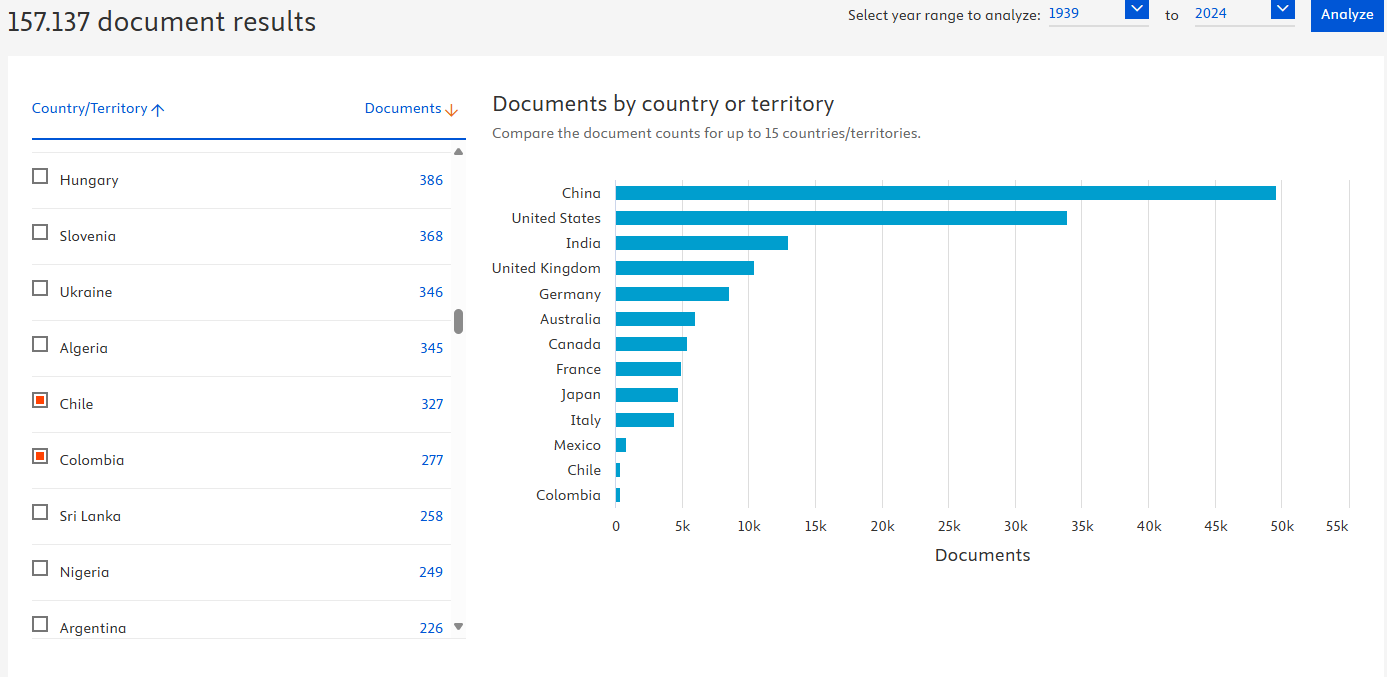 157.137 document results
Select year range to analyze: 1939 to 2024 Analyze
Country/Territory Documents
Hungary 386
Slovenia 368
Ukraine 346
Algeria 345
Chile 327
Colombia 277
Sri Lanka 258
Nigeria 249
Argentina 226
Documents by country or territory
Compare the document counts for up to 15 countries/territories.
China
United States
India
United Kingdom
Germany
Australia
Canada
France
Japan
Italy
Mexico
Chile
Colombia
0 5k 10k 15k 20k 25k 30k 35k 40k 45k 50k 55k
Documents